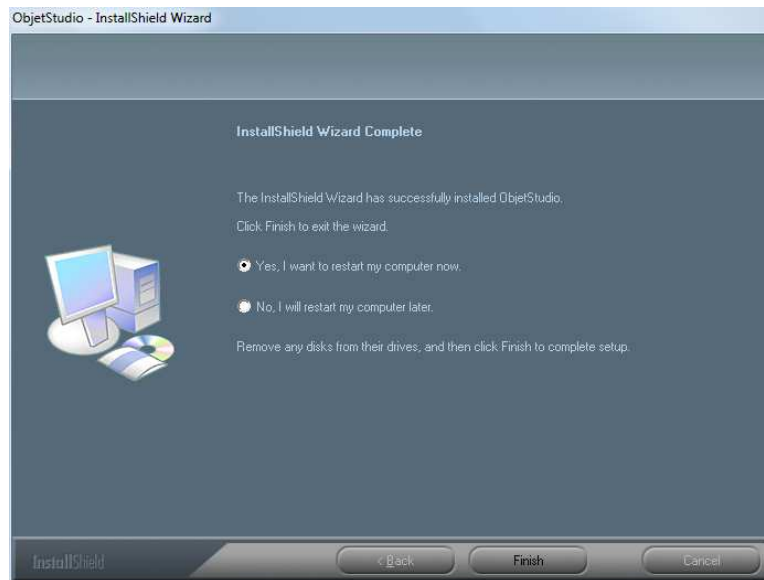 ObjetStudio - InstallShield Wizard
InstallShield Wizard Complete
The InstallShield Wizard has successfully installed ObjetStudio.
Click Finish to exit the wizard.
Yes, I want to restart my computer now.
No, I will restart my computer later.
Remove any disks from their drives, and then click Finish to complete setup.
InstallShield
< Back Finish Cancel